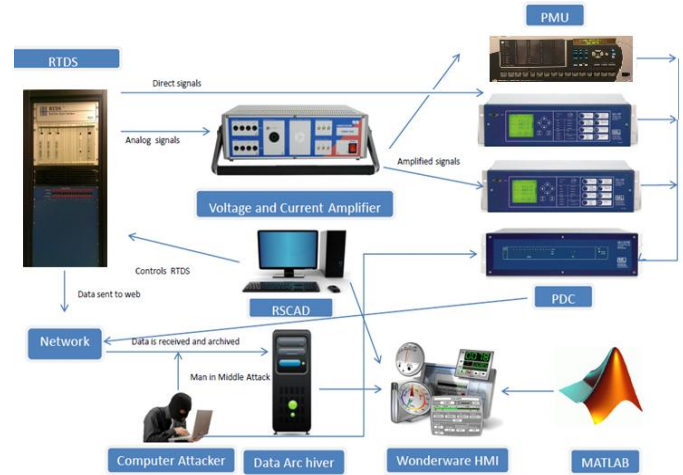 PMU
RTDS
Direct signals
Analog signals
Amplified signals
Voltage and Current Amplifier
Controls RTDS
Data sent to web
RSCAD
PDC
Network
Data is received and archived
Man in Middle Attack
Computer Attacker
Data Arc hiver
Wonderware HMI
MATLAB